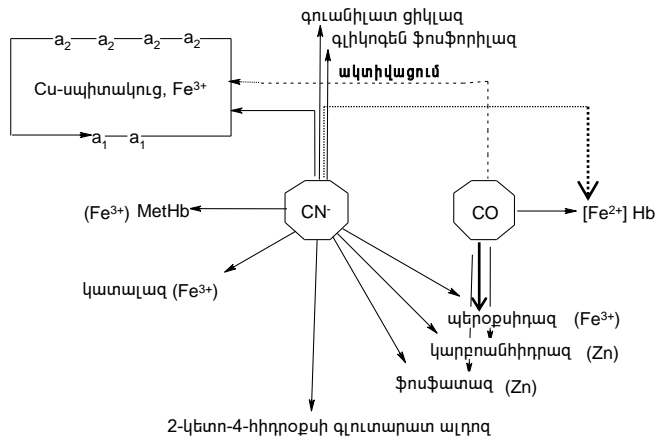 գուանիլատ ցիկլազ
գլիկոգեն ֆոսֆորիլազ
a₂ a₂ a₂ a₂
ակտիվացում
Cu-սպիտակուց, Fe³⁺
a₁ a₁
(Fe³⁺) MetHb
CN⁻
CO
[Fe²⁺] Hb
կատալազ (Fe³⁺)
պերօքսիդազ (Fe³⁺)
կարբոանհիդրազ (Zn)
ֆոսֆատազ (Zn)
2-կետո-4-հիդրօքսի գլուտարատ ալդոզ